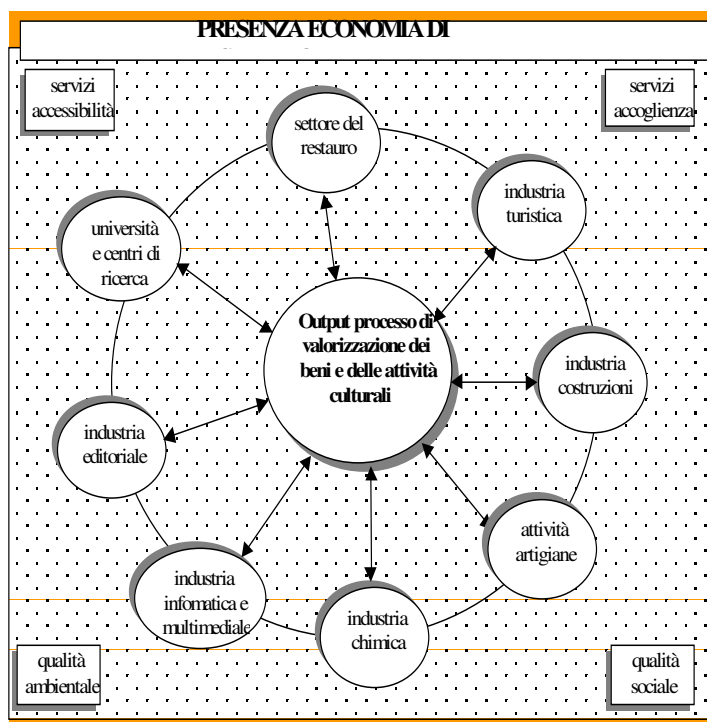 PRESENZA ECONOMIA DI
servizi
accessibilità
servizi
accoglienza
settore del
restauro
industria
turistica
università
e centri di
ricerca
Output processo di
valorizzazione dei
beni e delle attività
culturali
industria
costruzioni
industria
editoriale
attività
artigiane
industria
infomatica e
multimediale
industria
chimica
qualità
ambientale
qualità
sociale